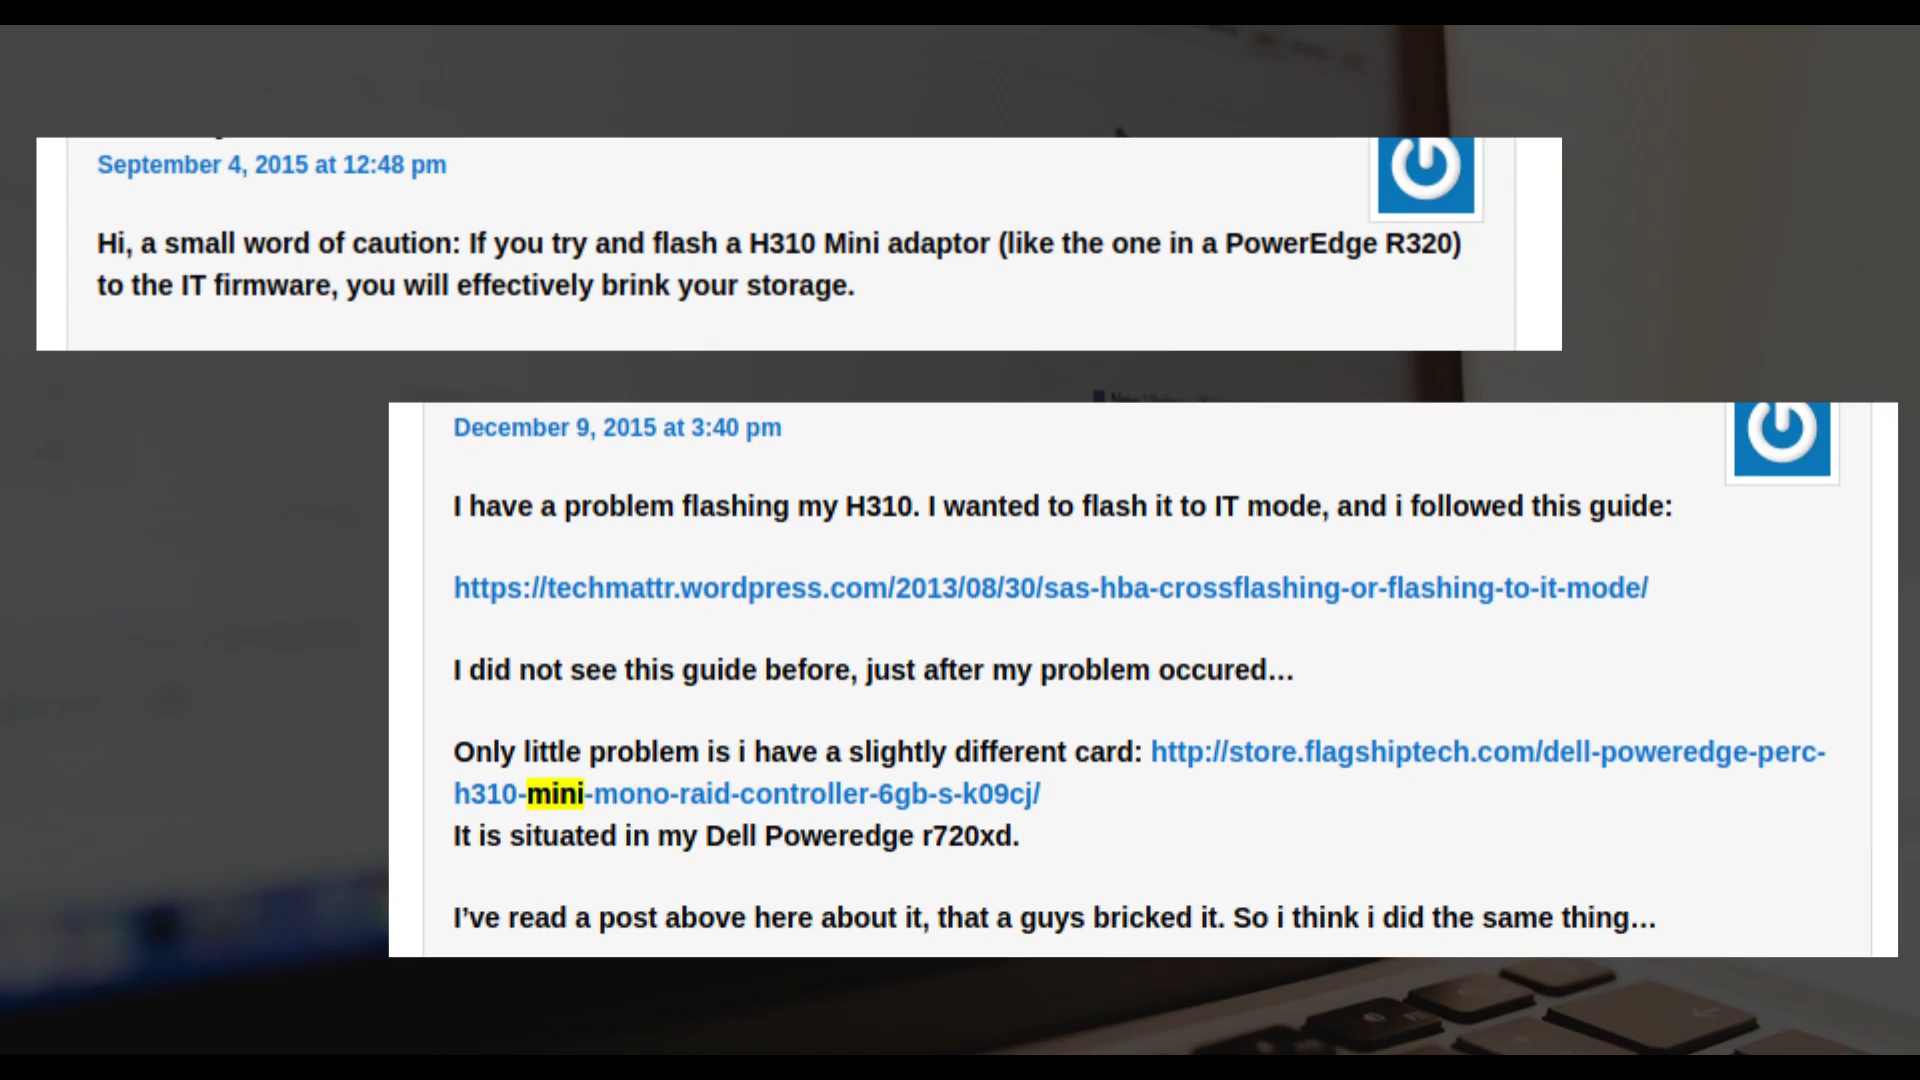 September 4, 2015 at 12:48 pm
Hi, a small word of caution: If you try and flash a H310 Mini adaptor (like the one in a PowerEdge R320)
to the IT firmware, you will effectively brink your storage.
December 9, 2015 at 3:40 pm
I have a problem flashing my H310. I wanted to flash it to IT mode, and i followed this guide:
https://techmattr.wordpress.com/2013/08/30/sas-hba-crossflashing-or-flashing-to-it-mode/
I did not see this guide before, just after my problem occured…
Only little problem is i have a slightly different card: http://store.flagshiptech.com/dell-poweredge-perc-
h310-mini-mono-raid-controller-6gb-s-k09cj/
It is situated in my Dell Poweredge r720xd.
I’ve read a post above here about it, that a guys bricked it. So i think i did the same thing…